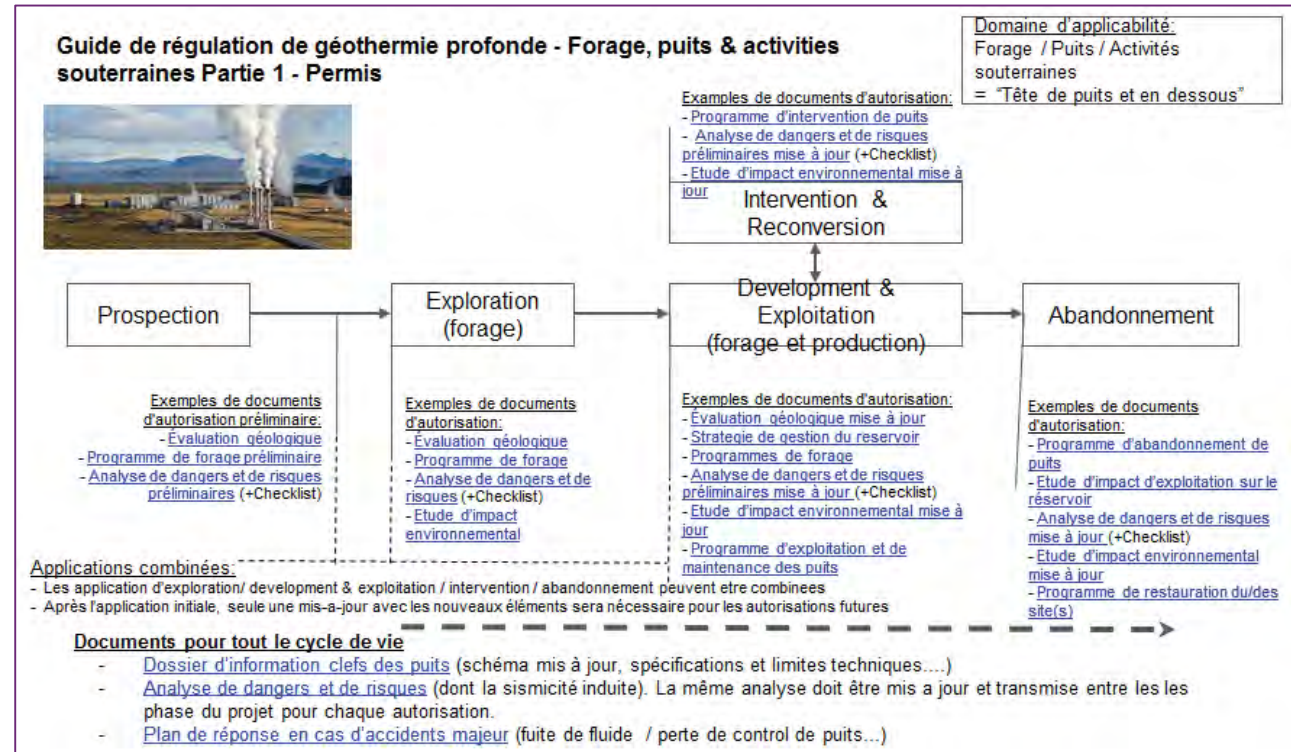 Guide de régulation de géothermie profonde - Forage, puits & activities
souterraines Partie 1 - Permis
Domaine d'applicabilité:
Forage / Puits / Activités
souterraines
= "Tête de puits et en dessous"
Examples de documents d'autorisation:
- Programme d'intervention de puits
- Analyse de dangers et de risques
préliminaires mise à jour (+Checklist)
- Etude d'impact environnemental mise à
jour
Intervention &
Reconversion
Prospection
Exploration
(forage)
Development &
Exploitation
(forage et production)
Abandonnement
Exemples de documents
d'autorisation préliminaire:
- Évaluation géologique
- Programme de forage préliminaire
- Analyse de dangers et de risques
préliminaires (+Checklist)
Exemples de documents
d'autorisation:
- Évaluation géologique
- Programme de forage
- Analyse de dangers et de
risques (+Checklist)
- Etude d'impact
environnemental
Exemples de documents d'autorisation:
- Évaluation géologique mise à jour
- Strategie de gestion du reservoir
- Programmes de forage
- Analyse de dangers et de risques
préliminaires mise à jour (+Checklist)
- Etude d'impact environnemental mise à
jour
- Programme d'exploitation et de
maintenance des puits
Exemples de documents
d'autorisation:
- Programme d'abandonnement de
puits
- Etude d'impact d'exploitation sur le
réservoir
- Analyse de dangers et de risques
mise à jour (+Checklist)
- Etude d'impact environnemental
mise à jour
- Programme de restauration du/des
site(s)
Applications combinées:
- Les application d'exploration/ development & exploitation / intervention / abandonnement peuvent etre combinees
- Après l'application initiale, seule une mis-a-jour avec les nouveaux éléments sera nécessaire pour les autorisations futures
Documents pour tout le cycle de vie
- Dossier d'information clefs des puits (schéma mis à jour, spécifications et limites techniques....)
- Analyse de dangers et de risques (dont la sismicité induite). La même analyse doit être mis a jour et transmise entre les les
phase du projet pour chaque autorisation.
- Plan de réponse en cas d'accidents majeur (fuite de fluide / perte de control de puits...)